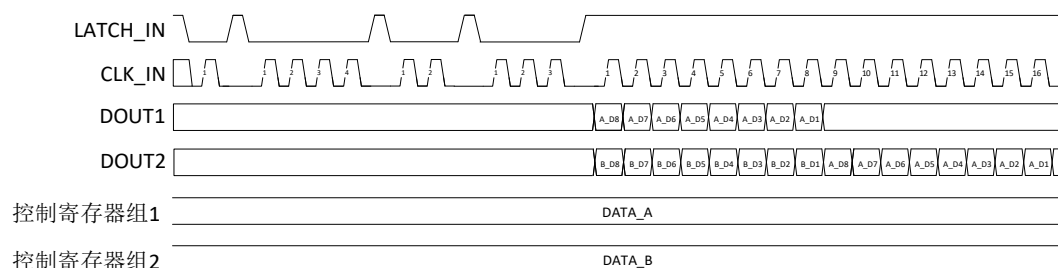 LATCH_IN
CLK_IN 1 1 2 3 4 1 2 1 2 3 1 2 3 4 5 6 7 8 9 10 11 12 13 14 15 16
DOUT1 A_D8 A_D7 A_D6 A_D5 A_D4 A_D3 A_D2 A_D1
DOUT2 B_D8 B_D7 B_D6 B_D5 B_D4 B_D3 B_D2 B_D1 A_D8 A_D7 A_D6 A_D5 A_D4 A_D3 A_D2 A_D1
控制寄存器组1 DATA_A
控制寄存器组2 DATA_B